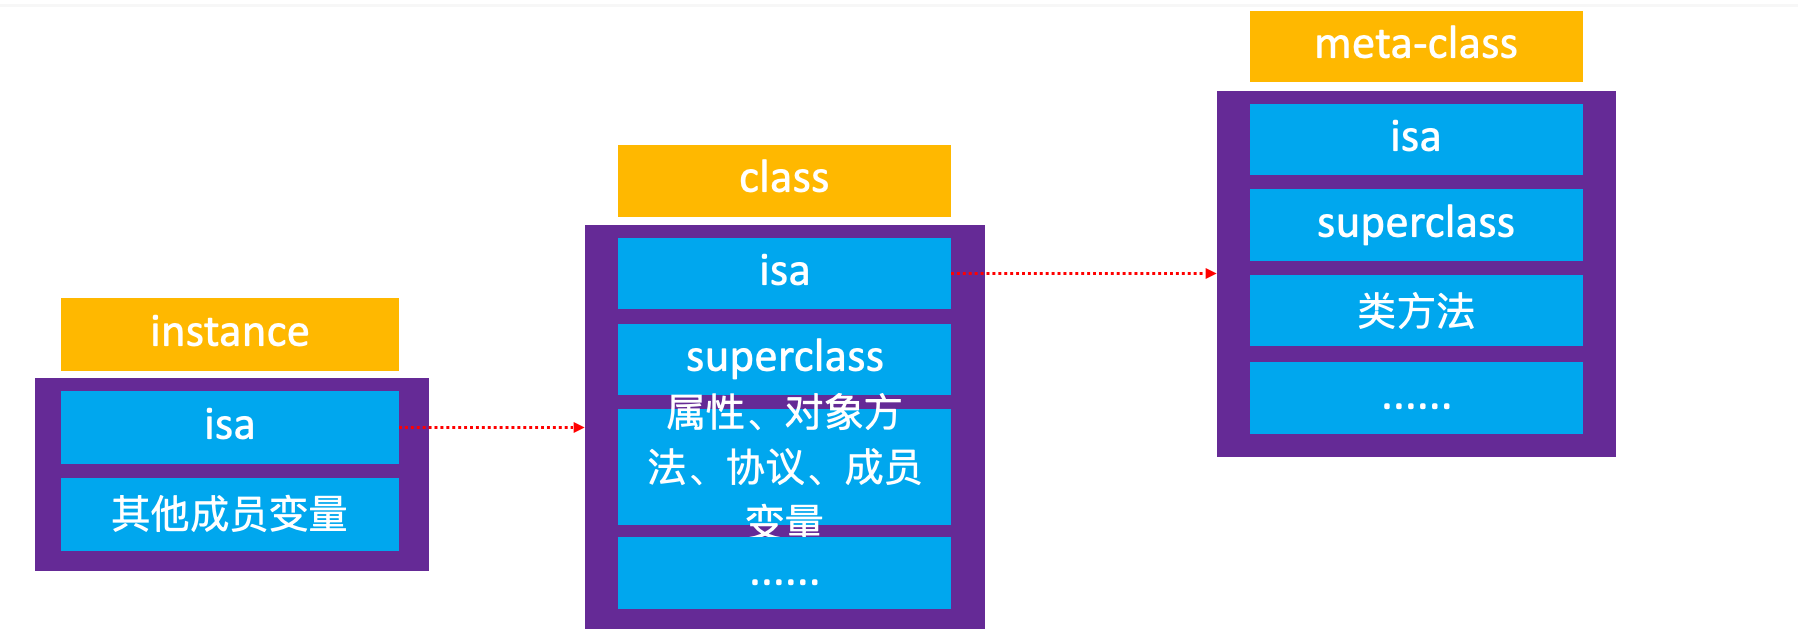 instance
isa
其他成员变量
class
isa
superclass
属性、对象方
法、协议、成员
变量
......
meta-class
isa
superclass
类方法
......